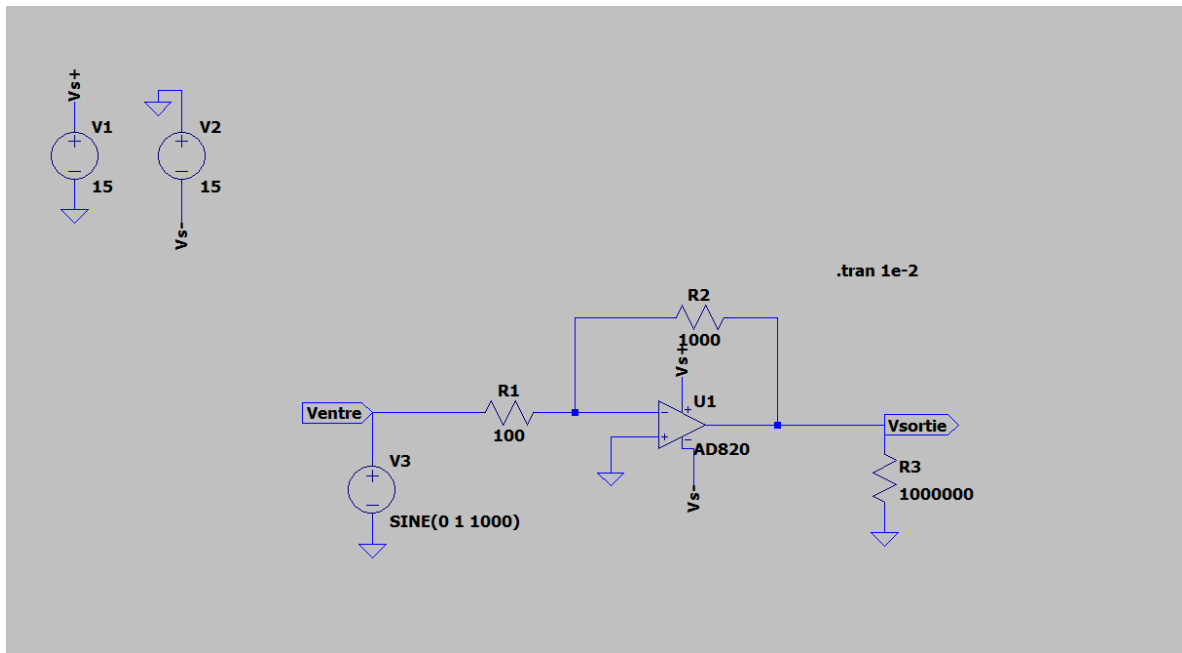 Vs+
V1
V2
15
15
Vs-
.tran 1e-2
R2
1000
Vs+
R1
U1
Ventre
100
Vsortie
AD820
V3
R3
Vs-
1000000
SINE(0 1 1000)